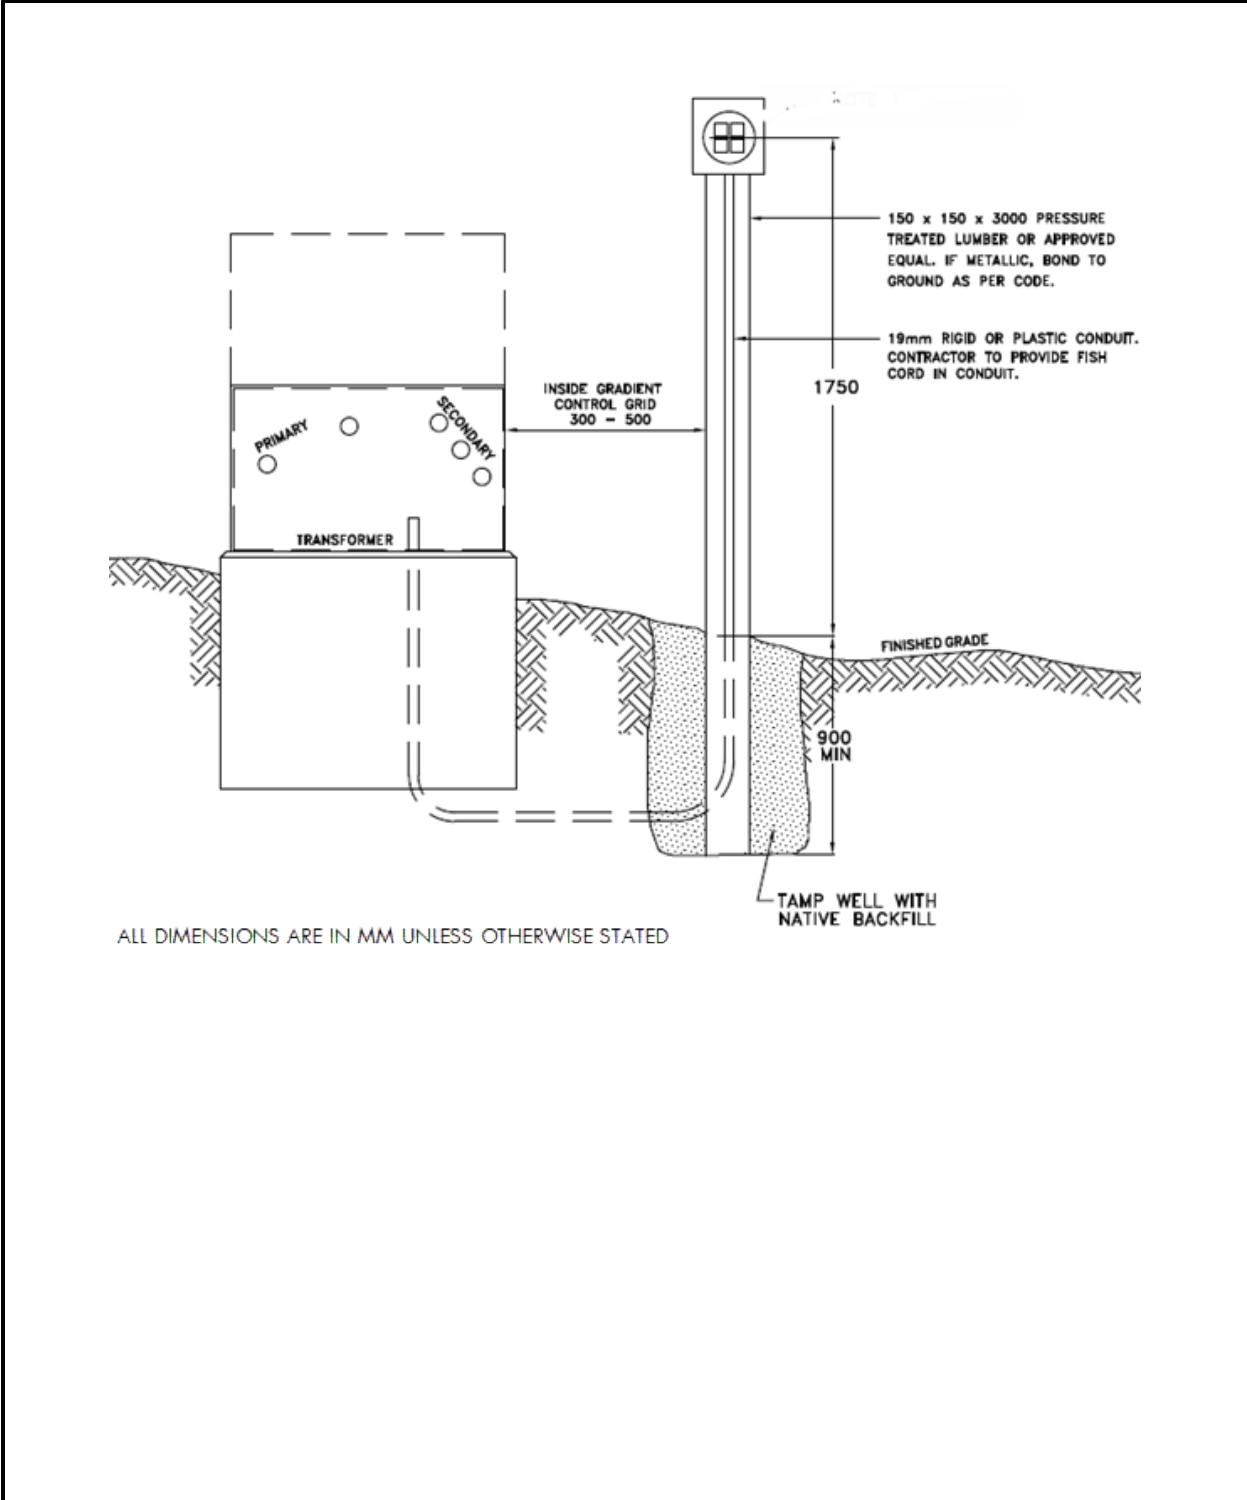 150 x 150 x 3000 PRESSURE
TREATED LUMBER OR APPROVED
EQUAL. IF METALLIC, BOND TO
GROUND AS PER CODE.
19mm RIGID OR PLASTIC CONDUIT.
CONTRACTOR TO PROVIDE FISH
CORD IN CONDUIT.
1750
INSIDE GRADIENT
CONTROL GRID
300 - 500
PRIMARY
SECONDARY
TRANSFORMER
FINISHED GRADE
900
MIN
TAMP WELL WITH
NATIVE BACKFILL
ALL DIMENSIONS ARE IN MM UNLESS OTHERWISE STATED